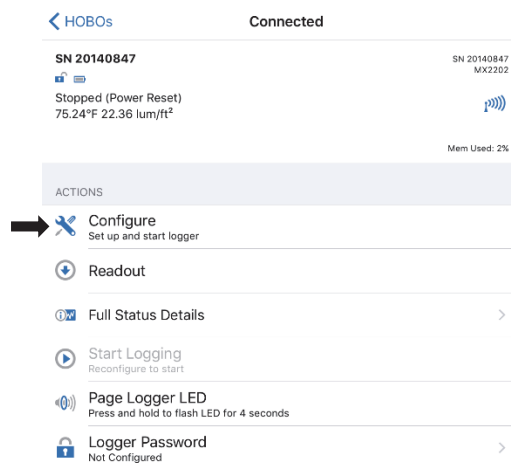 HOBOs
Connected
SN 20140847
SN 20140847
MX2202
Stopped (Power Reset)
75.24°F 22.36 lum/ft²
Mem Used: 2%
ACTIONS
Configure
Set up and start logger
Readout
Full Status Details
Start Logging
Reconfigure to start
Page Logger LED
Press and hold to flash LED for 4 seconds
Logger Password
Not Configured